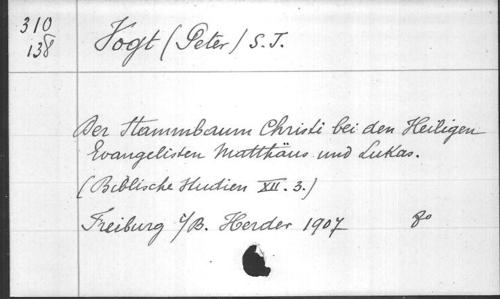 310
138
Vogt (Peter) S.J.
Der Stammbaum Christi bei den Heiligen
Evangelisten Matthäus und Lukas.
(Biblische Studien XII. 3.)
Freiburg i/B. Herder 1907 8o